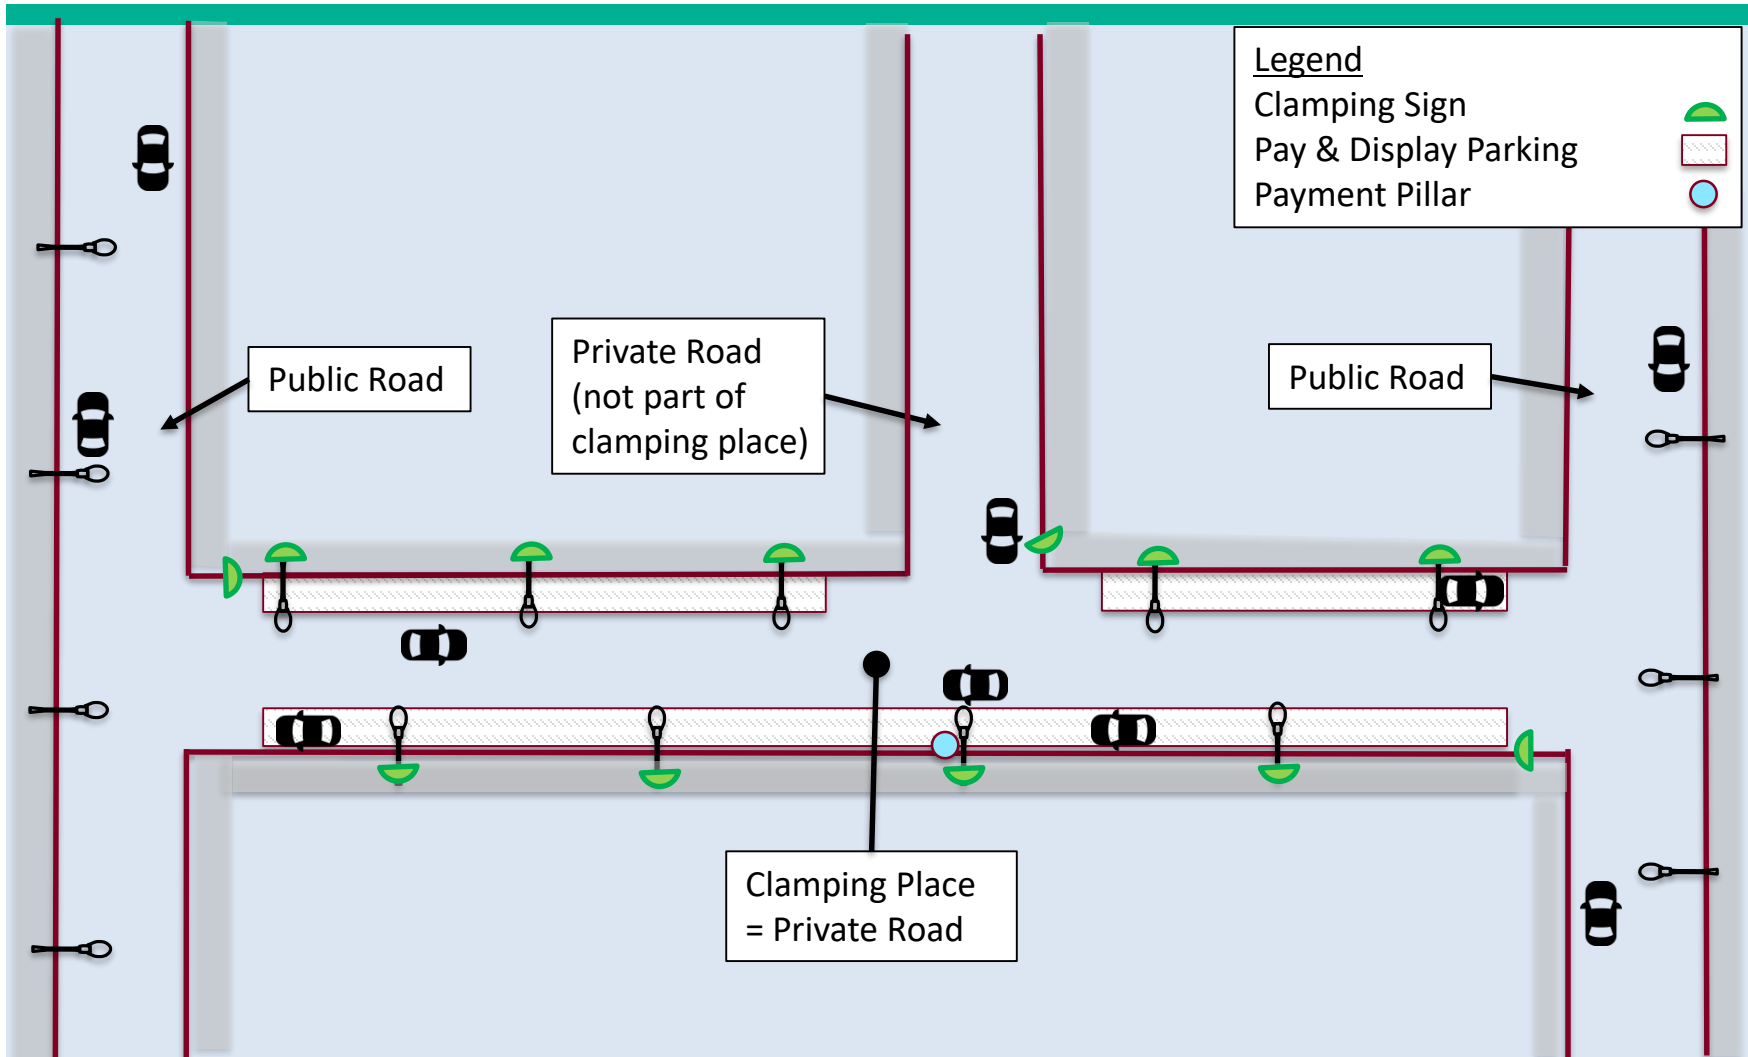 Legend
Clamping Sign
Pay & Display Parking
Payment Pillar
Public Road
Private Road
(not part of
clamping place)
Public Road
Clamping Place
= Private Road